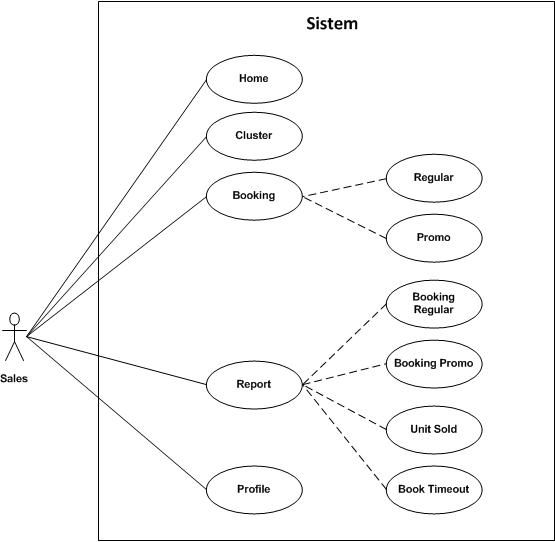 Sistem
Home
Cluster
Booking
Regular
Promo
Booking
Regular
Booking Promo
Sales
Report
Unit Sold
Profile
Book Timeout